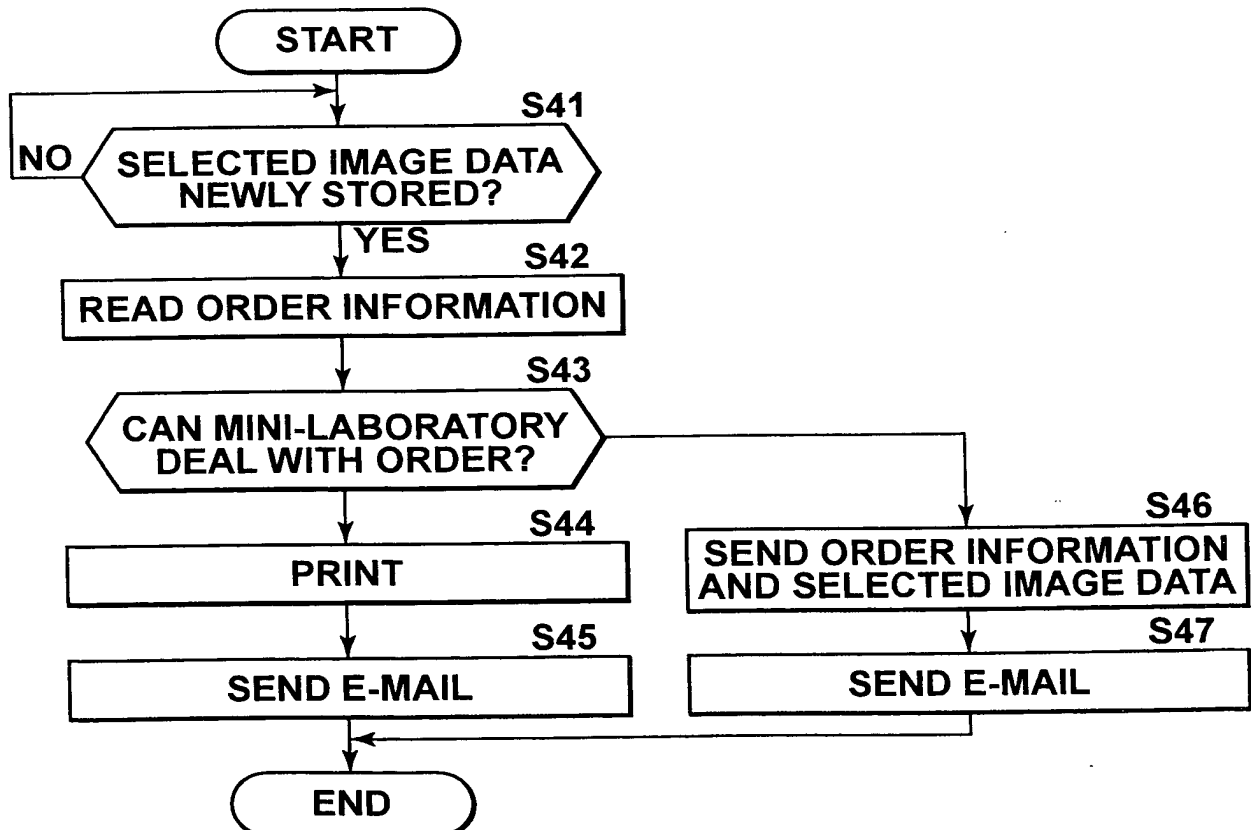 START
S41
NO
SELECTED IMAGE DATA
NEWLY STORED?
YES
S42
READ ORDER INFORMATION
S43
CAN MINI-LABORATORY
DEAL WITH ORDER?
S44
PRINT
S45
SEND E-MAIL
S46
SEND ORDER INFORMATION
AND SELECTED IMAGE DATA
S47
SEND E-MAIL
END